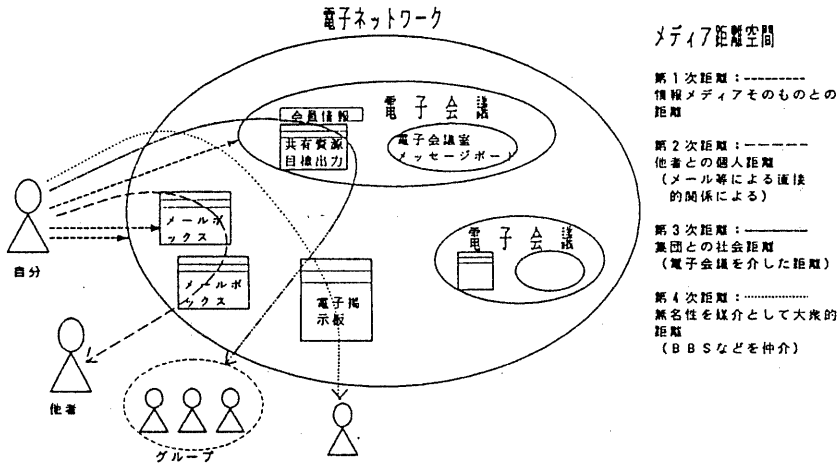 電子ネットワーク
電子会議
会員情報
共有資源
目標出力
電子会議室
メッセージボード
メールボ
ックス
メールボ
ックス
電子掲
示板
電子会議
自分
他者
グループ
メディア距離空間
第1次距離：
情報メディアそのものとの
距離
第2次距離：
他者との個人距離
（メール等による直接
的関係による）
第3次距離：
集団との社会距離
（電子会議を介した距離）
第4次距離：
無名性を媒介として大衆的
距離
（BBSなどを仲介）